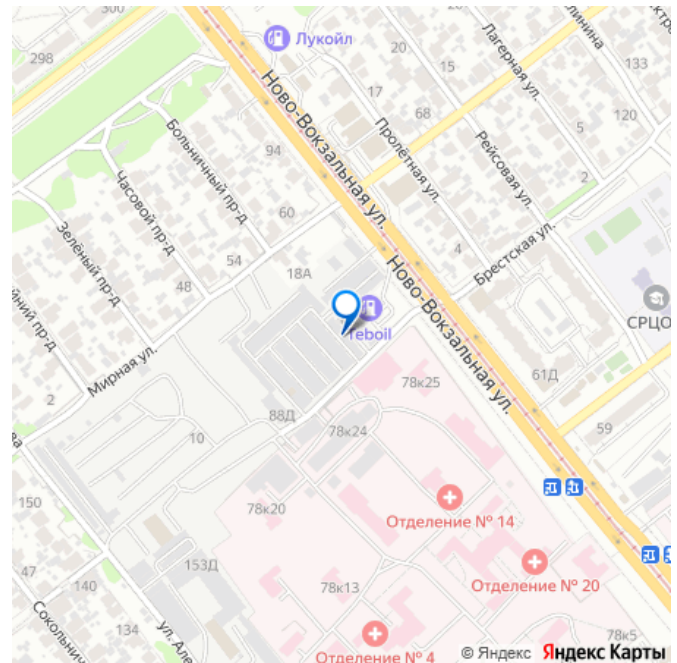 300
298
Лукойл
20
15
Лагерная ул.
133
120
17
68
5
2
Ново-Вокзальная ул.
Пролётная ул.
Рейсовая ул.
Больничный пр-д
94
Часовой пр-д
60
Зелёный пр-д
54
18А
48
4
Брестская ул.
Ново-Вокзальная ул.
СРЦО
Teboil
пр-д
Мирная ул.
2
78к25
61Д
88Д
59
10
78к24
150
78к20
Отделение № 14
153Д
Отделение № 20
47
140
78к13
134
78к5
Отделение № 4
© Яндекс Яндекс Карты